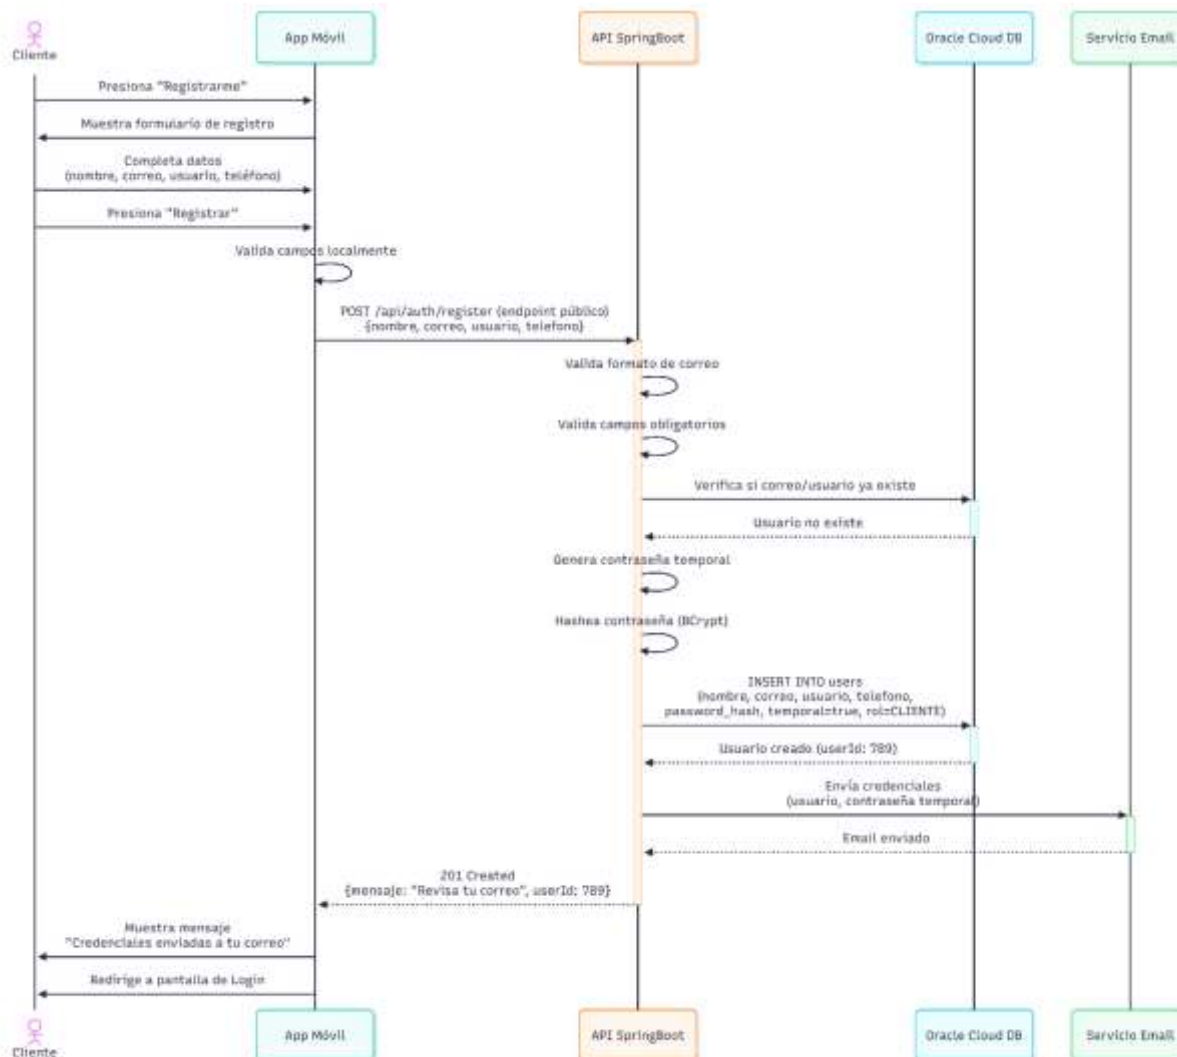 Cliente
App Móvil
API SpringBoot
Oracle Cloud DB
Servicio Email
Presiona "Registrarme"
Muestra formulario de registro
Completa datos
(nombre, correo, usuario, teléfono)
Presiona "Registrar"
Valida campos localmente
POST /api/auth/register (endpoint público)
{nombre, correo, usuario, telefono}
Valida formato de correo
Valida campos obligatorios
Verifica si correo/usuario ya existe
Usuario no existe
Genera contraseña temporal
Hashea contraseña (BCrypt)
INSERT INTO users
(nombre, correo, usuario, telefono,
password_hash, temporal=true, rol=CLIENTE)
Usuario creado (userId: 789)
Envía credenciales
(usuario, contraseña temporal)
Email enviado
201 Created
{mensaje: "Revisa tu correo", userId: 789}
Muestra mensaje
"Credenciales enviadas a tu correo"
Redirige a pantalla de Login
Cliente
App Móvil
API SpringBoot
Oracle Cloud DB
Servicio Email